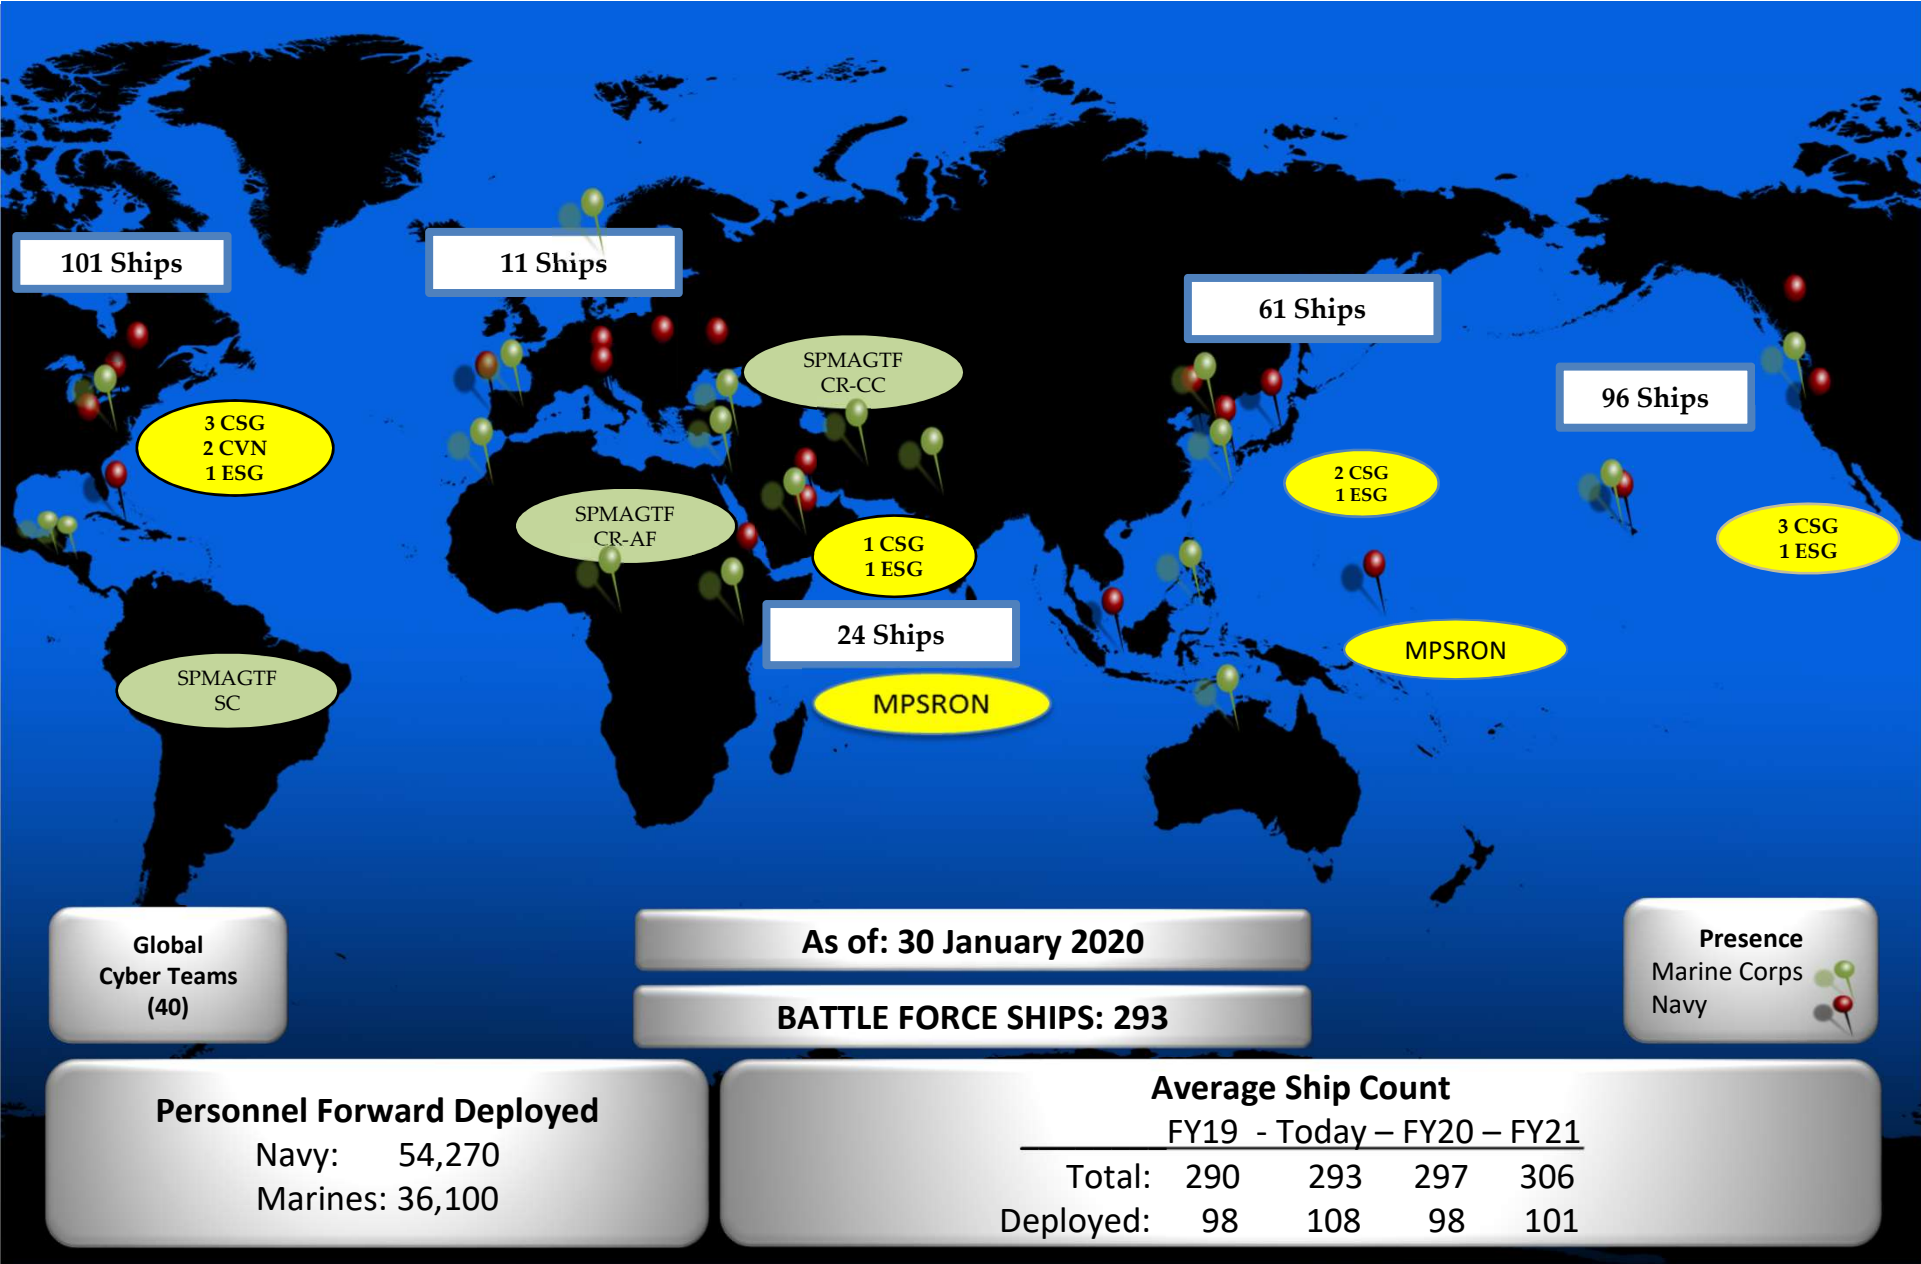 101 Ships
11 Ships
61 Ships
96 Ships
SPMAGTF
CR-CC
3 CSG
2 CVN
1 ESG
2 CSG
1 ESG
SPMAGTF
CR-AF
1 CSG
1 ESG
3 CSG
1 ESG
24 Ships
MPSRON
SPMAGTF
SC
MPSRON
Global
Cyber Teams
(40)
As of: 30 January 2020
BATTLE FORCE SHIPS: 293
Presence
Marine Corps
Navy
Personnel Forward Deployed
Navy: 54,270
Marines: 36,100
Average Ship Count
FY19 - Today – FY20 – FY21
Total: 290 293 297 306
Deployed: 98 108 98 101